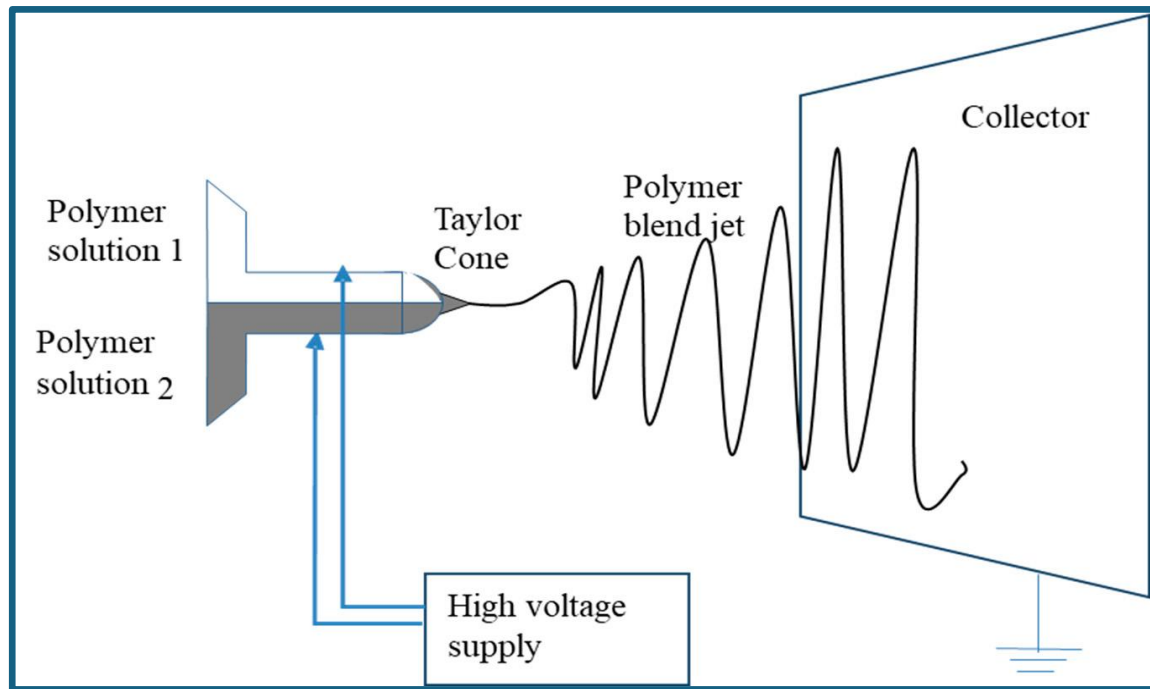 Polymer
solution 1
Polymer
solution 2
Taylor
Cone
Polymer
blend jet
Collector
High voltage
supply